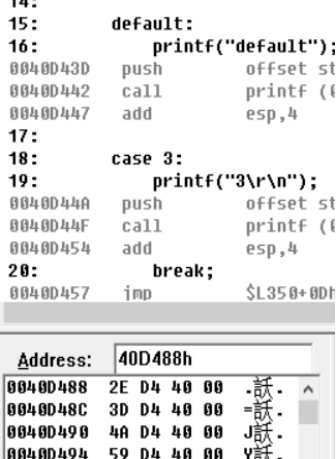 14:
15: default:
16: printf("default");
0040D43D push offset st
0040D442 call printf (0
0040D447 add esp,4
17:
18: case 3:
19: printf("3\r\n");
0040D44A push offset st
0040D44F call printf (0
0040D454 add esp,4
20: break;
0040D457 jmp $L350+0Dh
Address: 40D488h
0040D488 2E D4 40 00 .訫.
0040D48C 3D D4 40 00 =訫.
0040D490 4A D4 40 00 J訫.
0040D494 59 D4 40 00 Y訫.